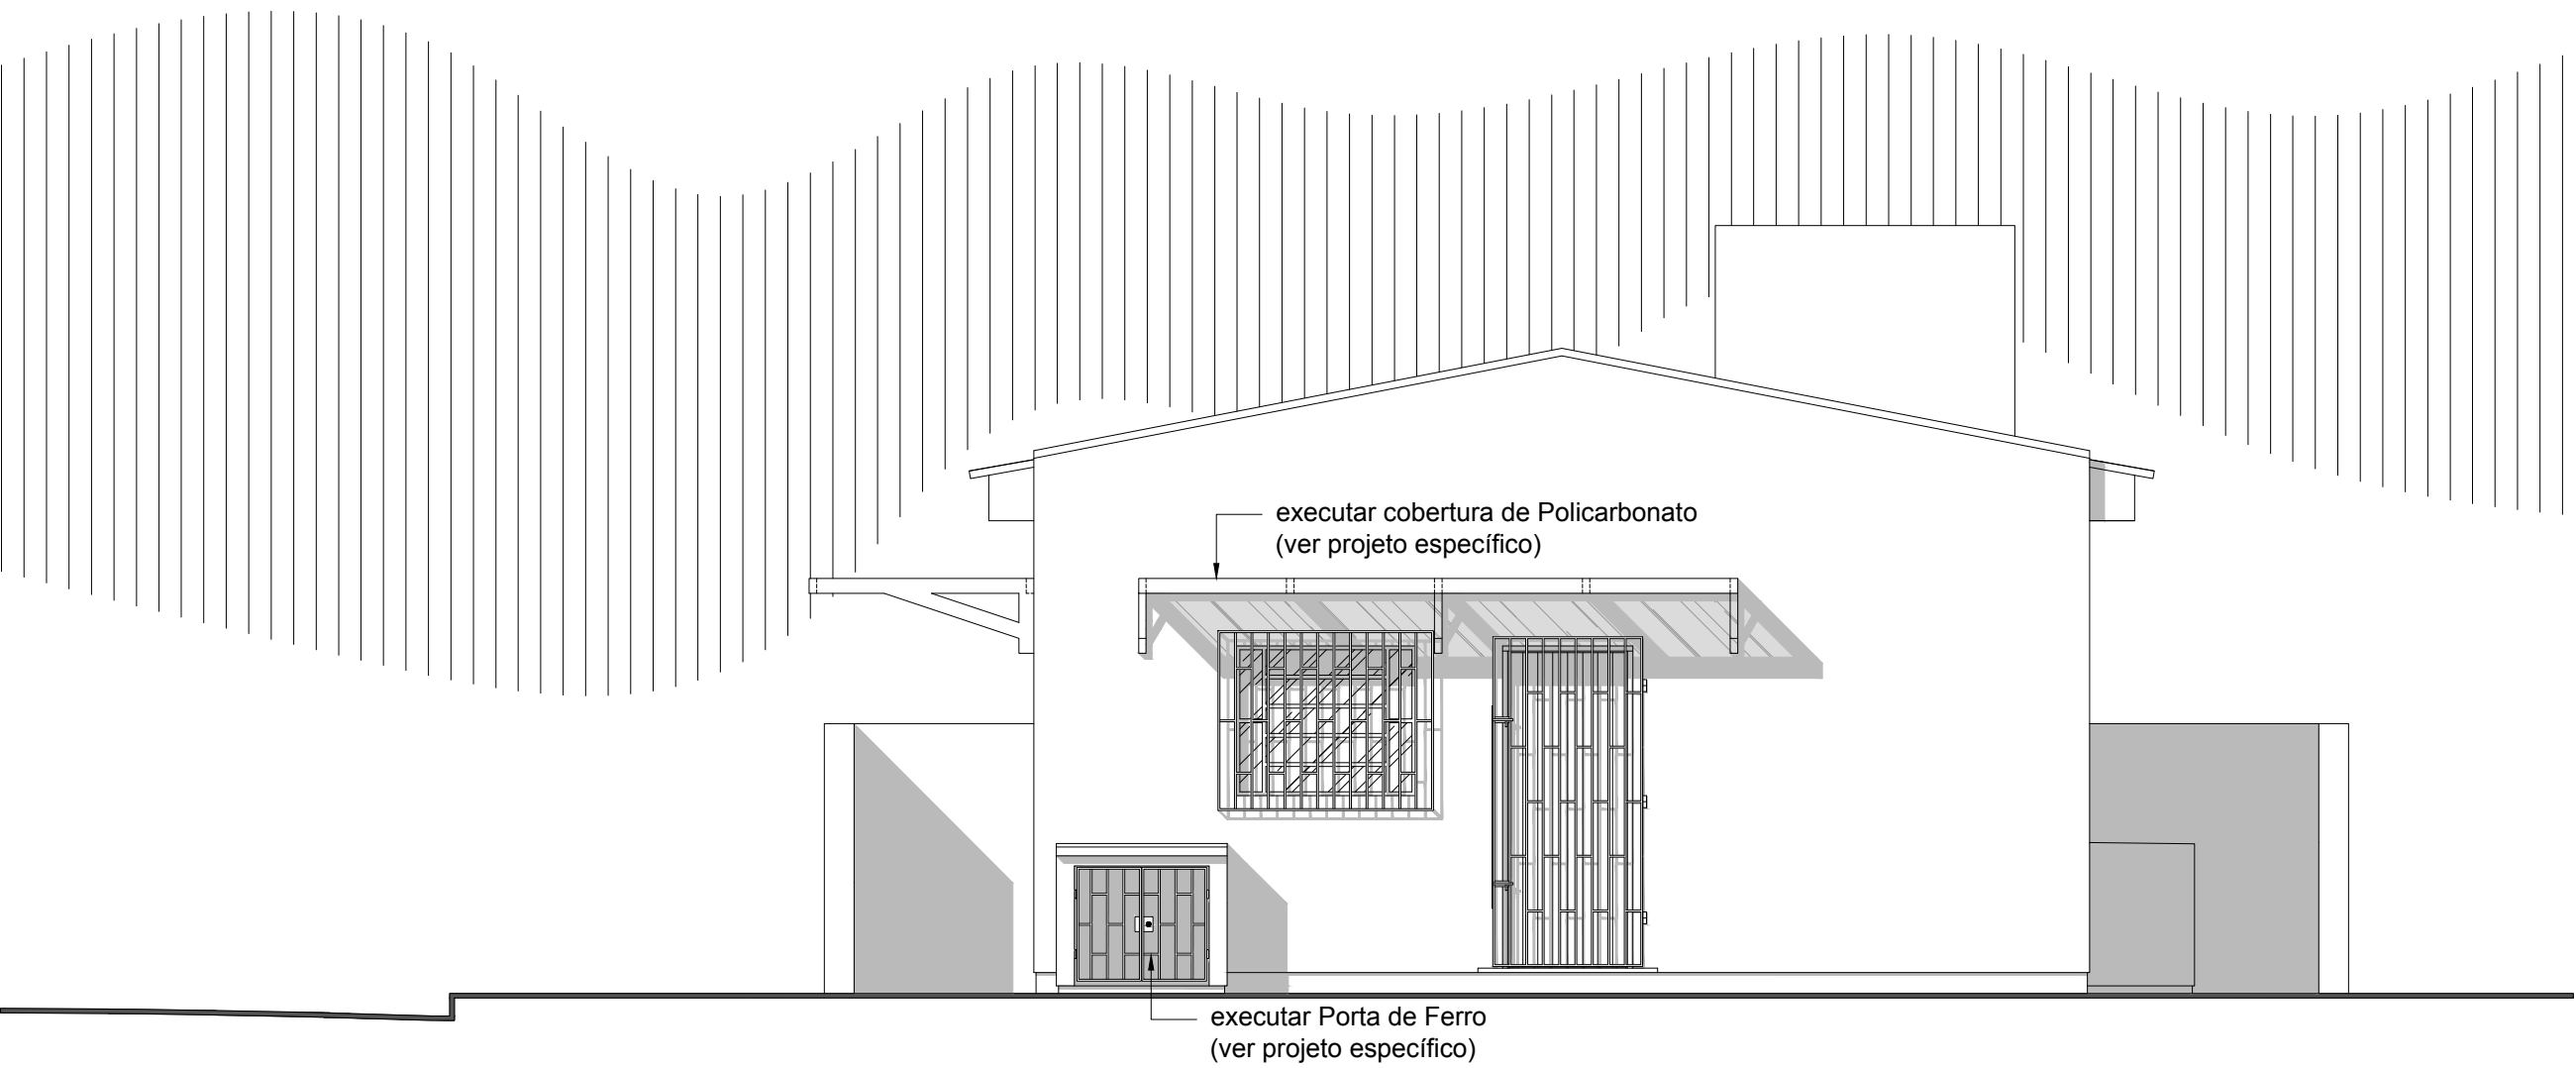 executar cobertura de Policarbonato
(ver projeto específico)
executar Porta de Ferro
(ver projeto específico)